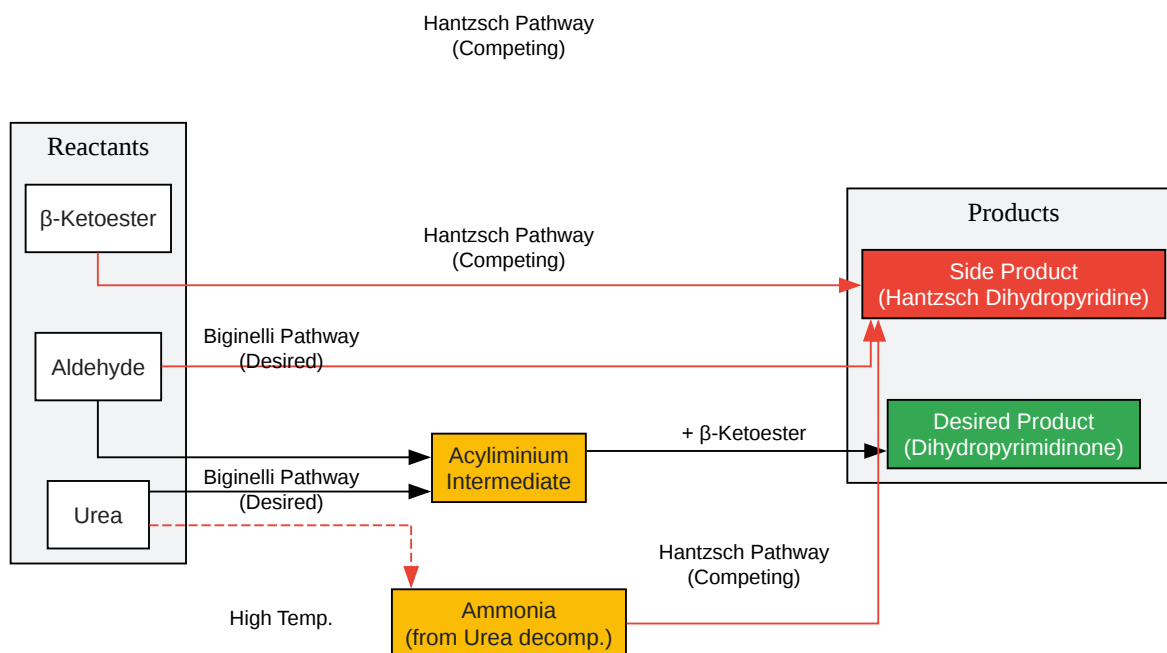 Hantzsch Pathway
(Competing)
Reactants
β-Ketoester
Products
Hantzsch Pathway
(Competing)
Side Product
(Hantzsch Dihydropyridine)
Biginelli Pathway
(Desired)
Aldehyde
Desired Product
(Dihydropyrimidinone)
+ β-Ketoester
Acyliminium
Intermediate
Biginelli Pathway
(Desired)
Urea
Hantzsch Pathway
(Competing)
High Temp.
Ammonia
(from Urea decomp.)